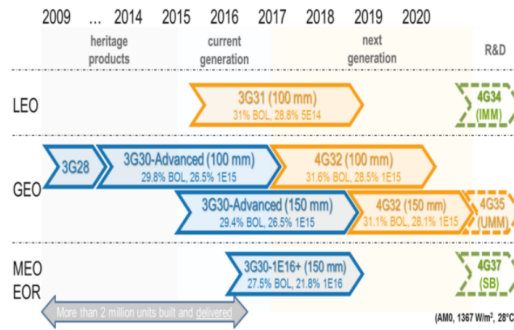 2009 ... 2014 2015 2016 2017 2018 2019 2020
heritage products
current generation
next generation
R&D
LEO
3G31 (100 mm)
31% BOL, 28.8% 5E14
4G34
(IMM)
GEO
3G28
3G30-Advanced (100 mm)
29.8% BOL, 26.5% 1E15
4G32 (100 mm)
31.6% BOL, 28.5% 1E15
3G30-Advanced (150 mm)
29.4% BOL, 26.5% 1E15
4G32 (150 mm)
31.1% BOL, 28.1% 1E15
4G35
(UMM)
MEO
EOR
3G30-1E16+ (150 mm)
27.5% BOL, 21.8% 1E16
4G37
(SB)
More than 2 million units built and delivered
(AM0, 1367 W/m², 28°C)